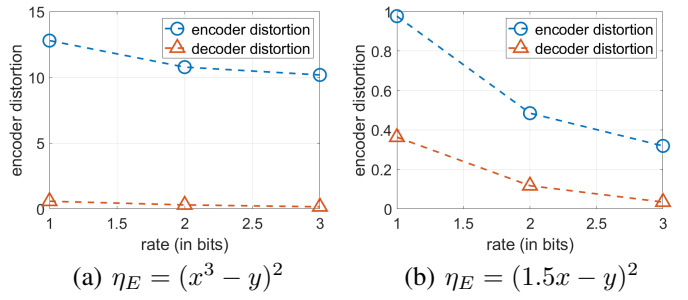 encoder distortion
decoder distortion
encoder distortion
15
10
5
0
1
1.5
2
2.5
3
rate (in bits)
(a) $\eta_E = (x^3 - y)^2$
encoder distortion
decoder distortion
encoder distortion
1
0.8
0.6
0.4
0.2
0
1
1.5
2
2.5
3
rate (in bits)
(b) $\eta_E = (1.5x - y)^2$